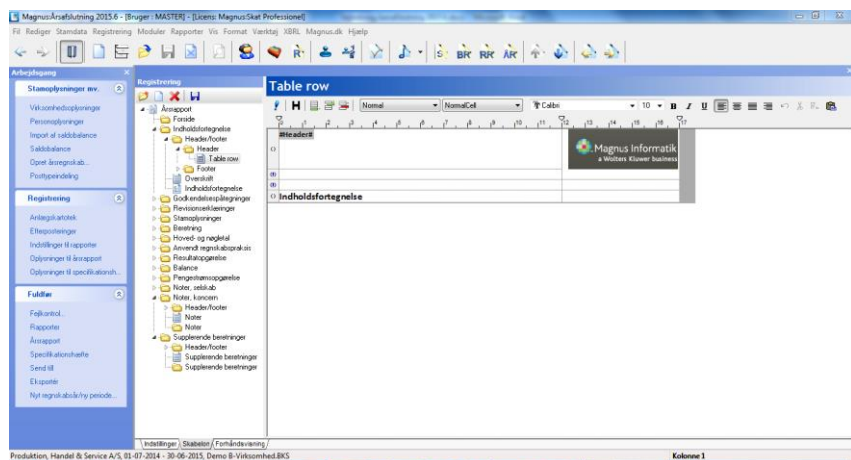 Magnus:Årsafslutning 2015.6 - [Bruger : MASTER] - [Licens: Magnus:Skat Professionel]
Fil Rediger Stamdata Registrering Moduler Rapporter Vis Format Værktøj XBRL Magnus.dk Hjælp
Arbejdsgang
Stamoplysninger mv.
Virksomhedsoplysninger
Personoplysninger
Import af saldobalance
Saldobalance
Opret årsregnskab...
Posttypeindeling
Registrering
Anlægskartotek
Efterposteringer
Indstillinger til rapporter
Oplysninger til årsrapport
Oplysninger til specifikationsh...
Fuldfør
Fejlkontrol...
Rapporter
Årsrapport
Specifikationshæfte
Send til
Eksportér
Nyt regnskabsår/ny periode...
Registrering
Årsrapport
Forside
Indholdsfortegnelse
Header/footer
Header
Table row
Footer
Overskrift
Indholdsfortegnelse
Godkendelsespåtegninger
Revisionserklæringer
Stamoplysninger
Beretning
Hoved- og nøgletal
Anvendt regnskabspraksis
Resultatopgørelse
Balance
Pengestrømsopgørelse
Noter, selskab
Noter, koncern
Header/footer
Noter
Noter
Supplerende beretninger
Header/footer
Supplerende beretninger
Supplerende beretninger
Indstillinger Skabelon Forhåndsvisning
Table row
H Normal NormalCell Calibri 10 B I U
#Header#
Magnus Informatik
a Wolters Kluwer business
Indholdsfortegnelse
Produktion, Handel & Service A/S, 01-07-2014 - 30-06-2015, Demo B-Virksomhed.BKS
Kolonne 1